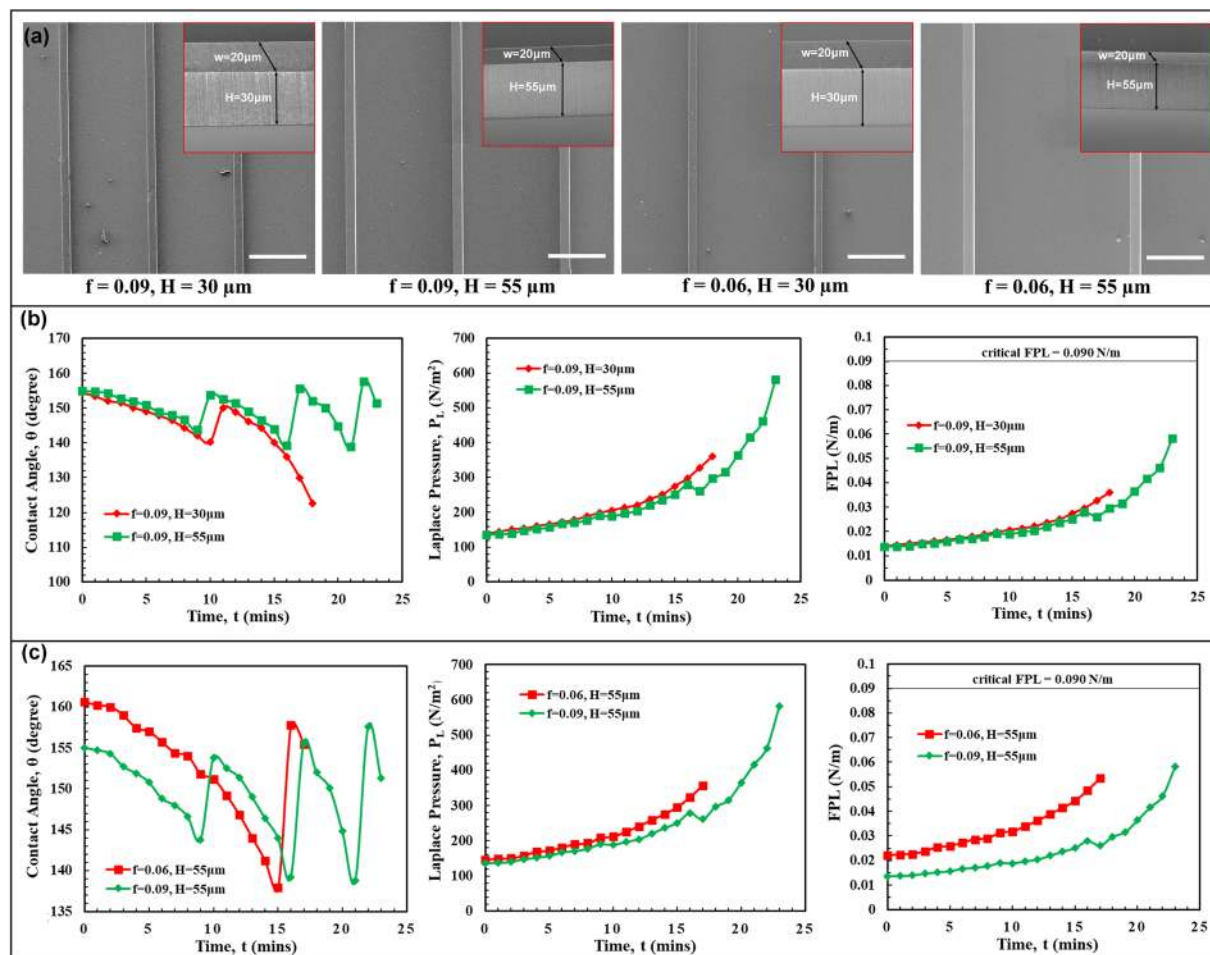 (a)
w=20μm
H=30μm
w=20μm
H=55μm
w=20μm
H=30μm
w=20μm
H=55μm
f = 0.09, H = 30 μm
f = 0.09, H = 55 μm
f = 0.06, H = 30 μm
f = 0.06, H = 55 μm
(b)
Contact Angle, θ (degree)
170
160
150
140
130
120
110
100
f=0.09, H=30μm
f=0.09, H=55μm
0 5 10 15 20 25
Time, t (mins)
Laplace Pressure, P_L (N/m²)
700
600
500
400
300
200
100
0
f=0.09, H=30μm
f=0.09, H=55μm
0 5 10 15 20 25
Time, t (mins)
FPL (N/m)
0.1
0.09
0.08
0.07
0.06
0.05
0.04
0.03
0.02
0.01
0
critical FPL = 0.090 N/m
f=0.09, H=30μm
f=0.09, H=55μm
0 5 10 15 20 25
Time, t (mins)
(c)
Contact Angle, θ (degree)
165
160
155
150
145
140
135
f=0.06, H=55μm
f=0.09, H=55μm
0 5 10 15 20 25
Time, t (mins)
Laplace Pressure, P_L (N/m²)
700
600
500
400
300
200
100
0
f=0.06, H=55μm
f=0.09, H=55μm
0 5 10 15 20 25
Time, t (mins)
FPL (N/m)
0.1
0.09
0.08
0.07
0.06
0.05
0.04
0.03
0.02
0.01
0
critical FPL = 0.090 N/m
f=0.06, H=55μm
f=0.09, H=55μm
0 5 10 15 20 25
Time, t (mins)